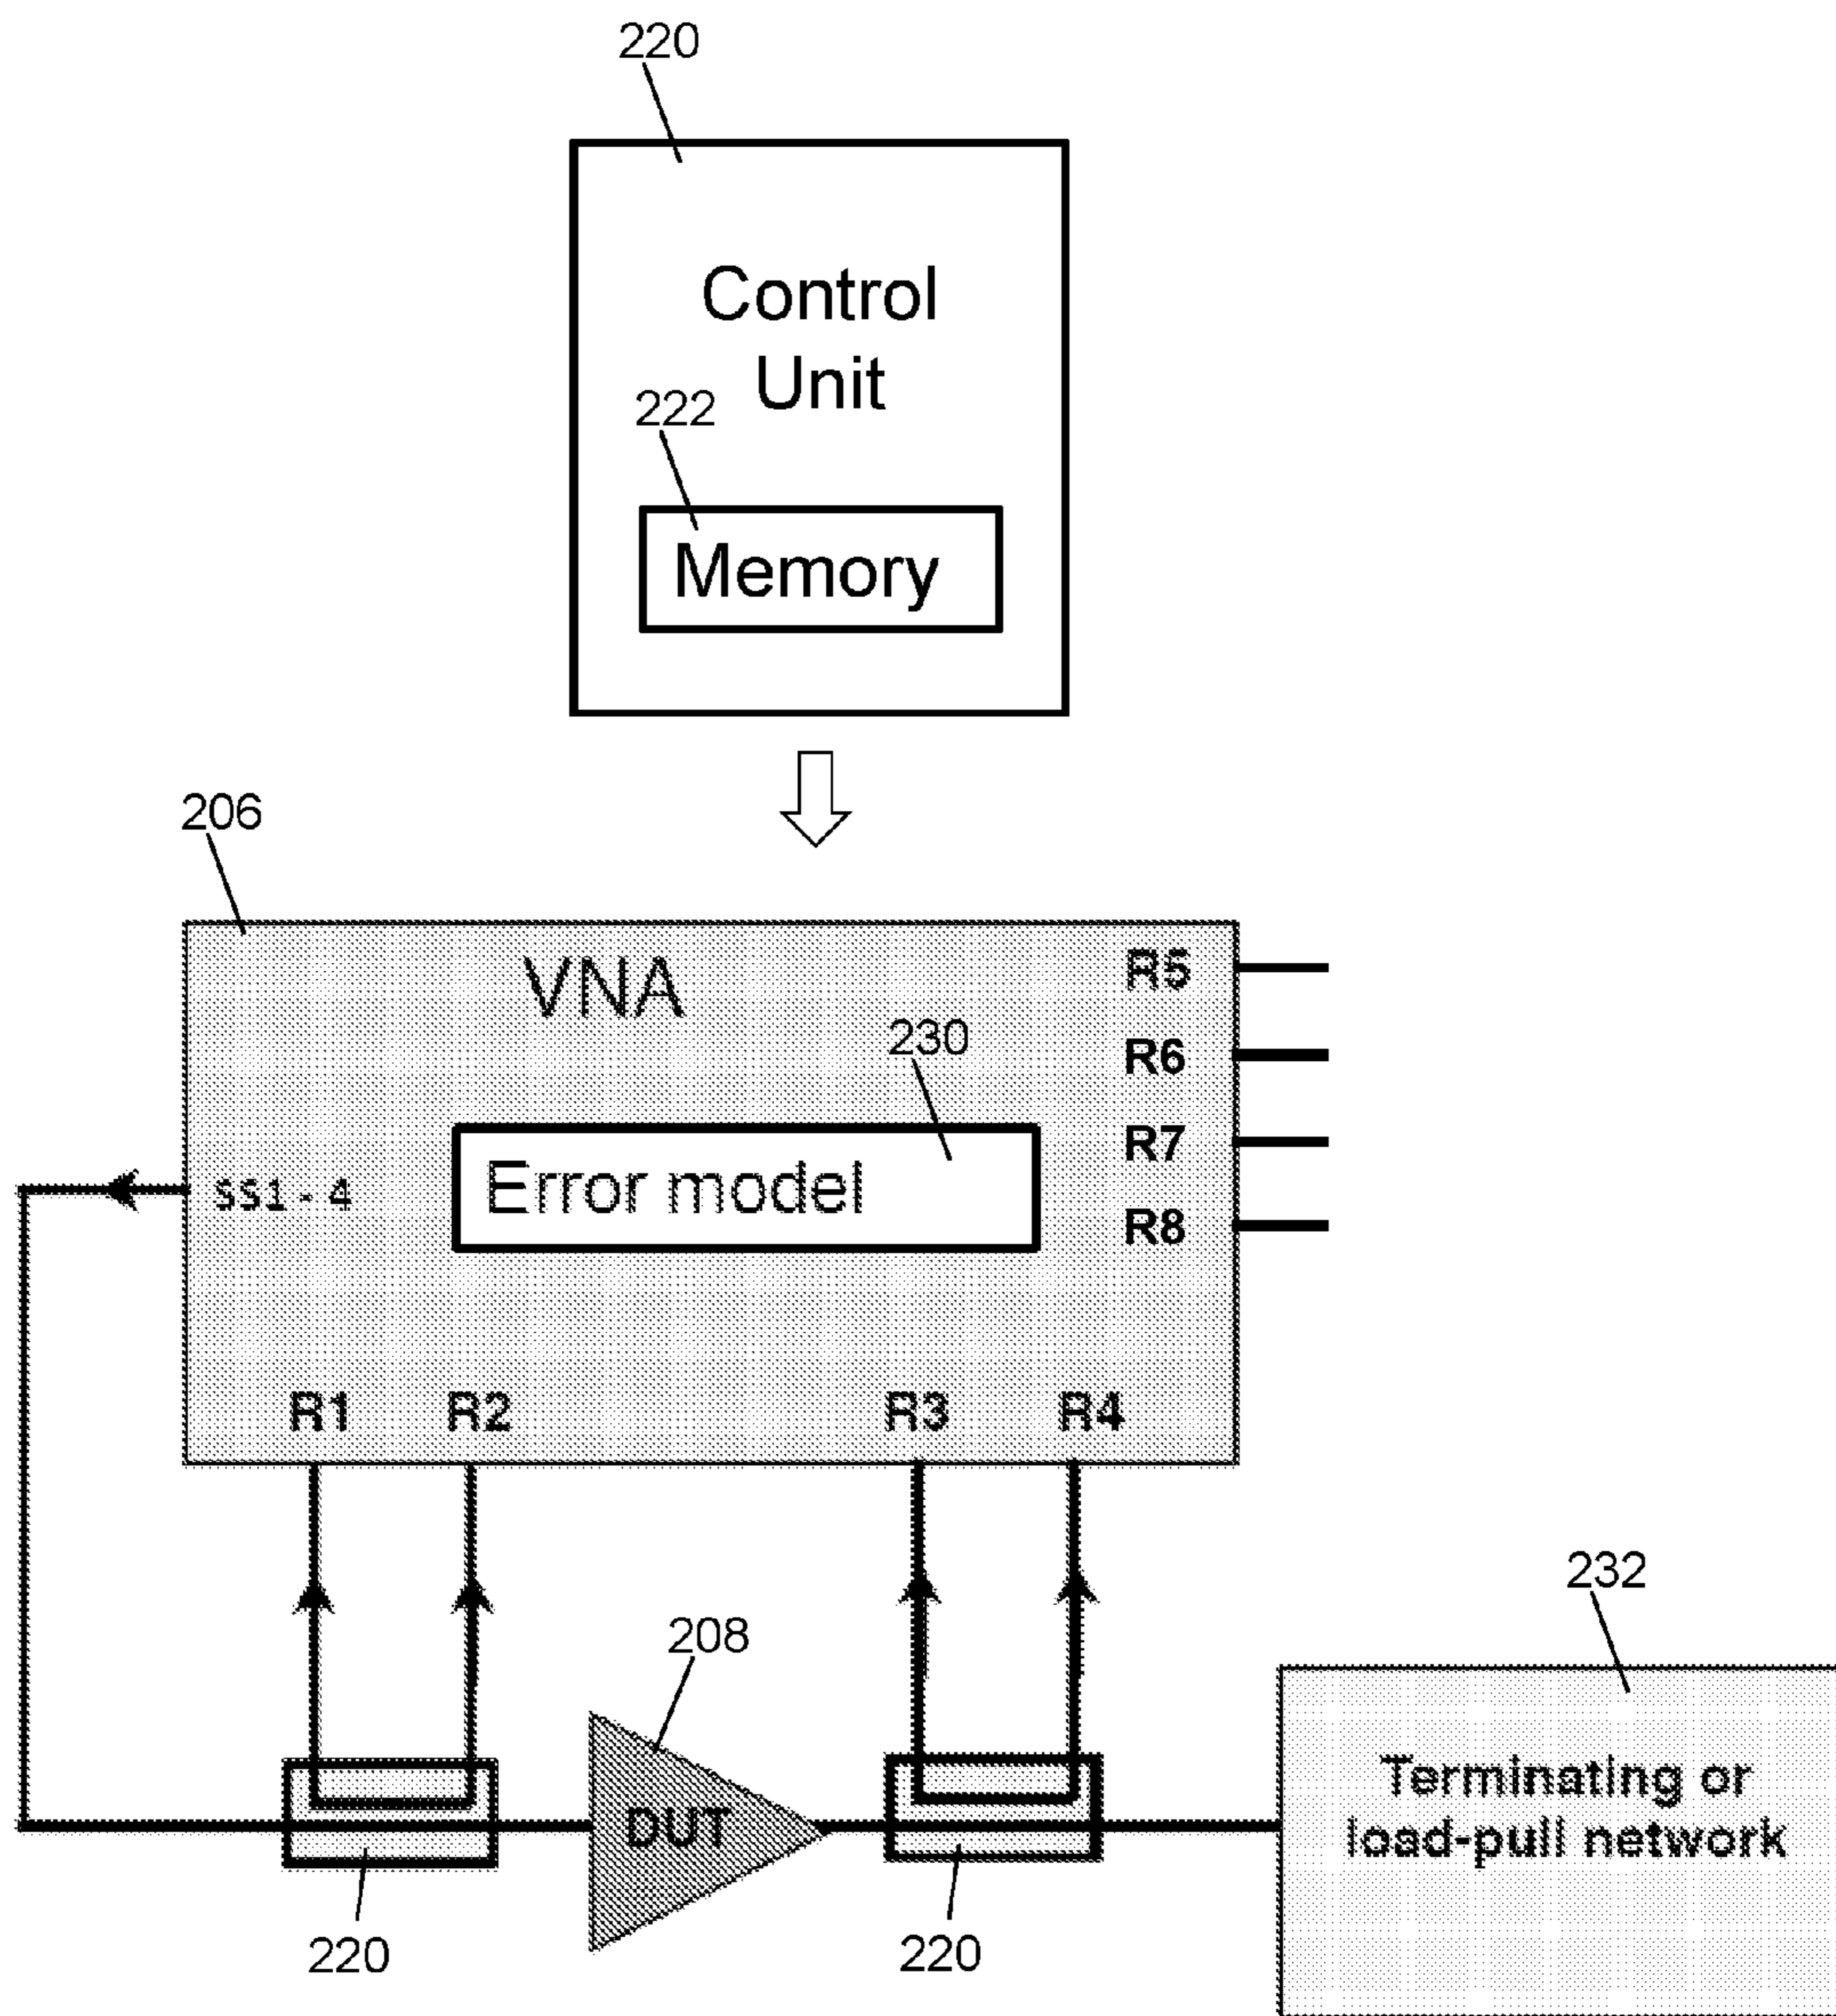 220
Control
Unit
222
Memory
206
VNA
R5
230
R6
Error model
R7
SS1 - 4
R8
R1
R2
R3
R4
232
208
Terminating or
load-pull network
DUT
220
220